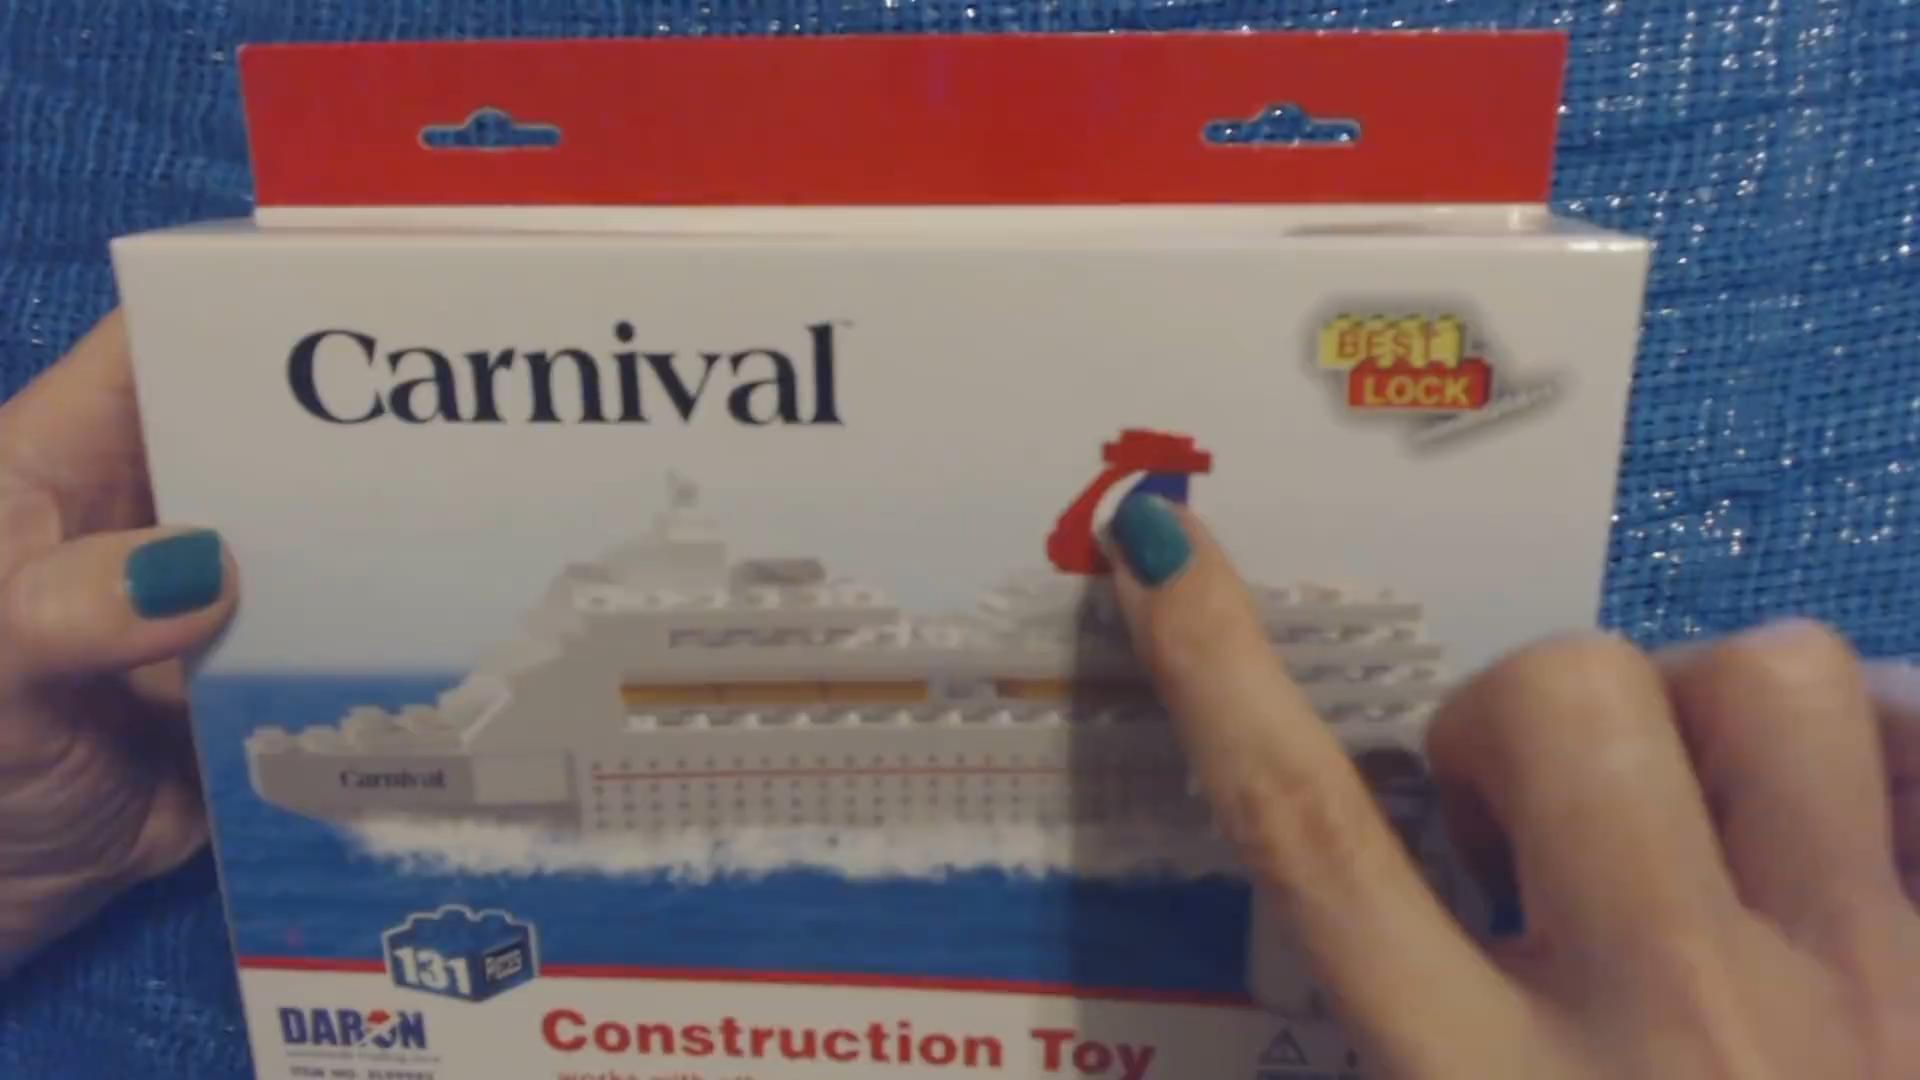 Carnival
BEST
LOCK
Carnival
131 PIECES
DARON
Construction Toy